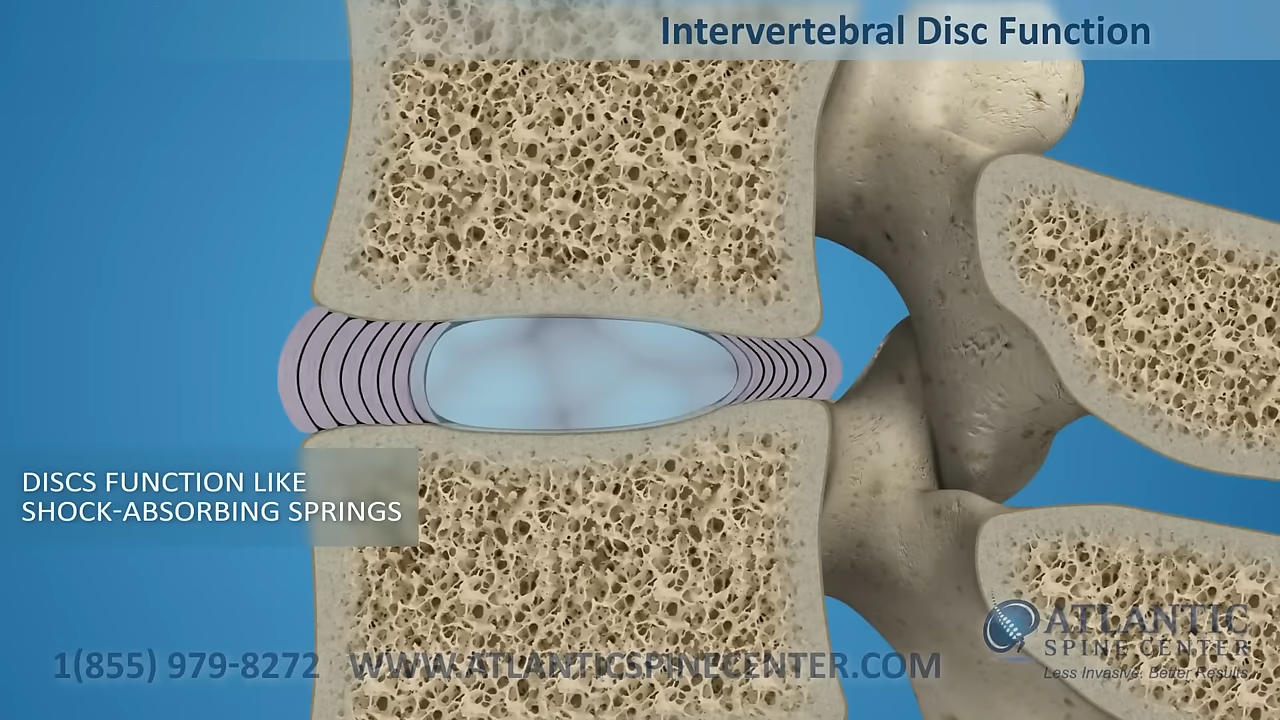 Intervertebral Disc Function
DISCS FUNCTION LIKE
SHOCK-ABSORBING SPRINGS
ATLANTIC
SPINE CENTER
Less Invasive. Better Results.
1(855) 979-8272 WWW.ATLANTICSPINECENTER.COM